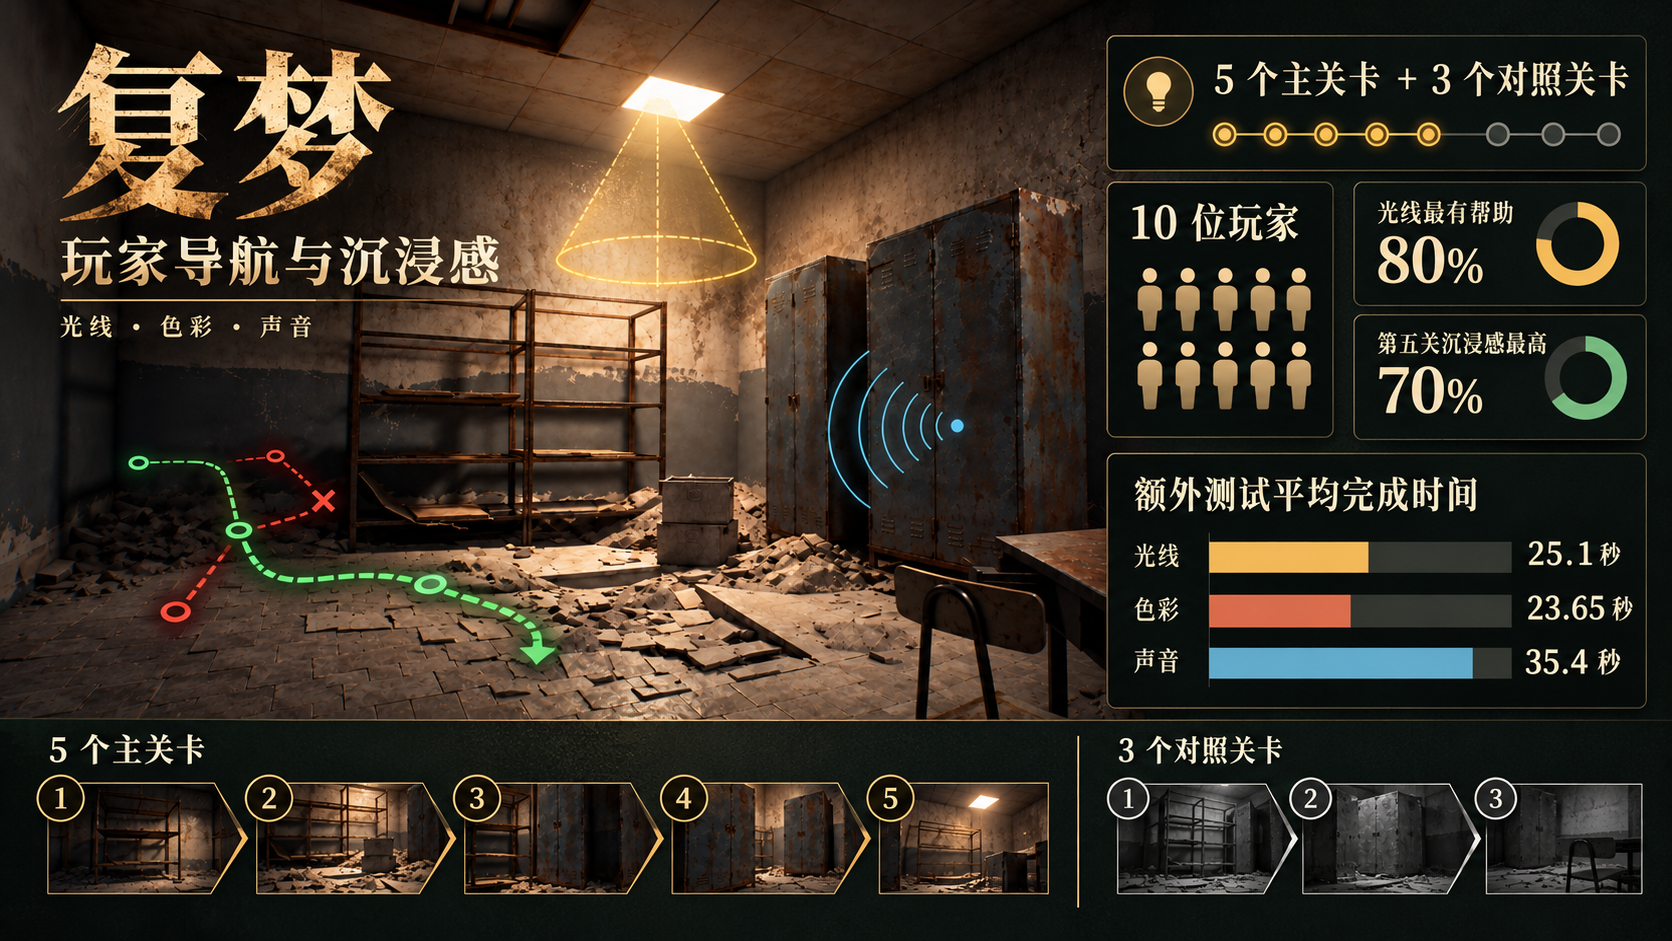 复梦
玩家导航与沉浸感
光线 • 色彩 • 声音
5 个主关卡 + 3 个对照关卡
10 位玩家
光线最有帮助
80%
第五关沉浸感最高
70%
额外测试平均完成时间
光线 25.1 秒
色彩 23.65 秒
声音 35.4 秒
5 个主关卡
1
2
3
4
5
3 个对照关卡
1
2
3